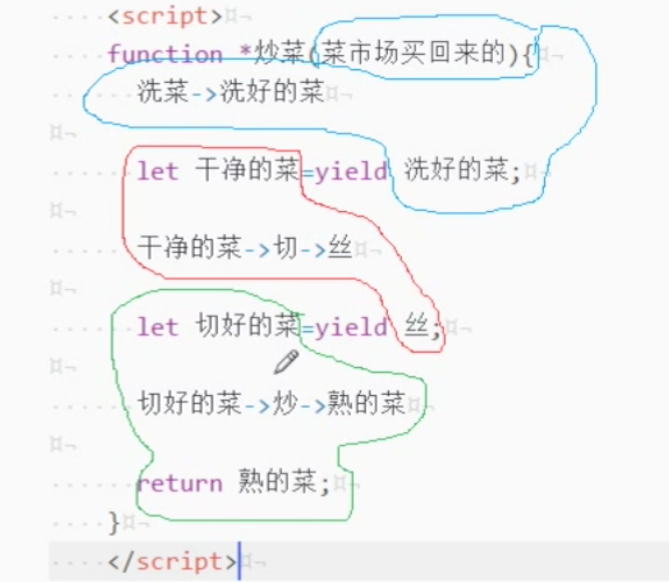 <script>
function *炒菜(菜市场买回来的){
洗菜->洗好的菜
let 干净的菜=yield 洗好的菜;
干净的菜->切->丝
let 切好的菜=yield 丝;
切好的菜->炒->熟的菜
return 熟的菜;
}
</script>